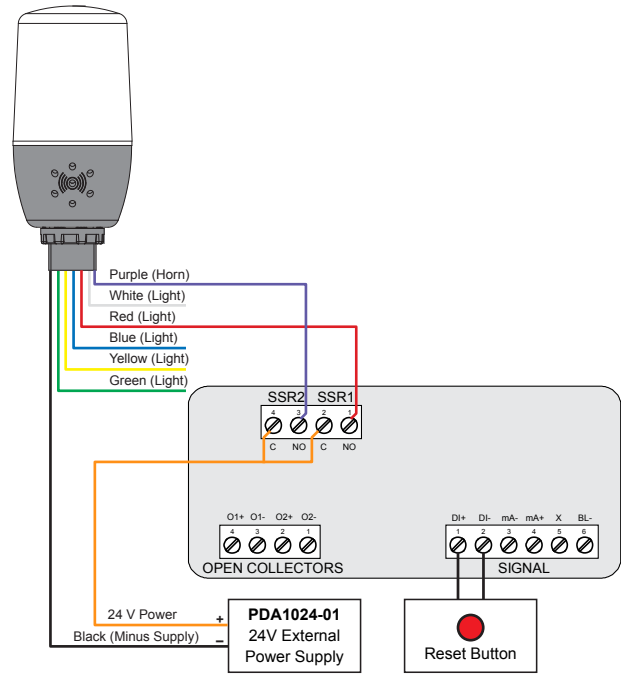 Purple (Horn)
White (Light)
Red (Light)
Blue (Light)
Yellow (Light)
Green (Light)
SSR2 SSR1
4 3 2 1
C NO C NO
O1+ O1- O2+ O2-
4 3 2 1
OPEN COLLECTORS
DI+ DI- mA- mA+ X BL-
1 2 3 4 5 6
SIGNAL
24 V Power +
Black (Minus Supply) –
PDA1024-01
24V External
Power Supply
Reset Button